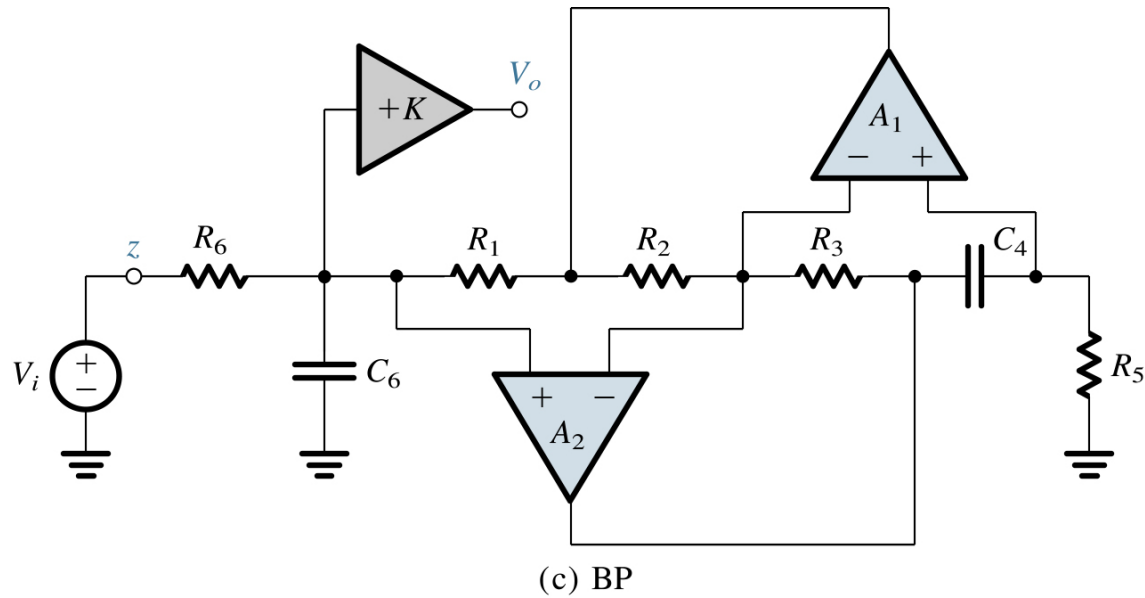 +K
V_o
A_1
− +
z
R_6
R_1
R_2
R_3
C_4
V_i
+
−
C_6
+ −
A_2
R_5
(c) BP